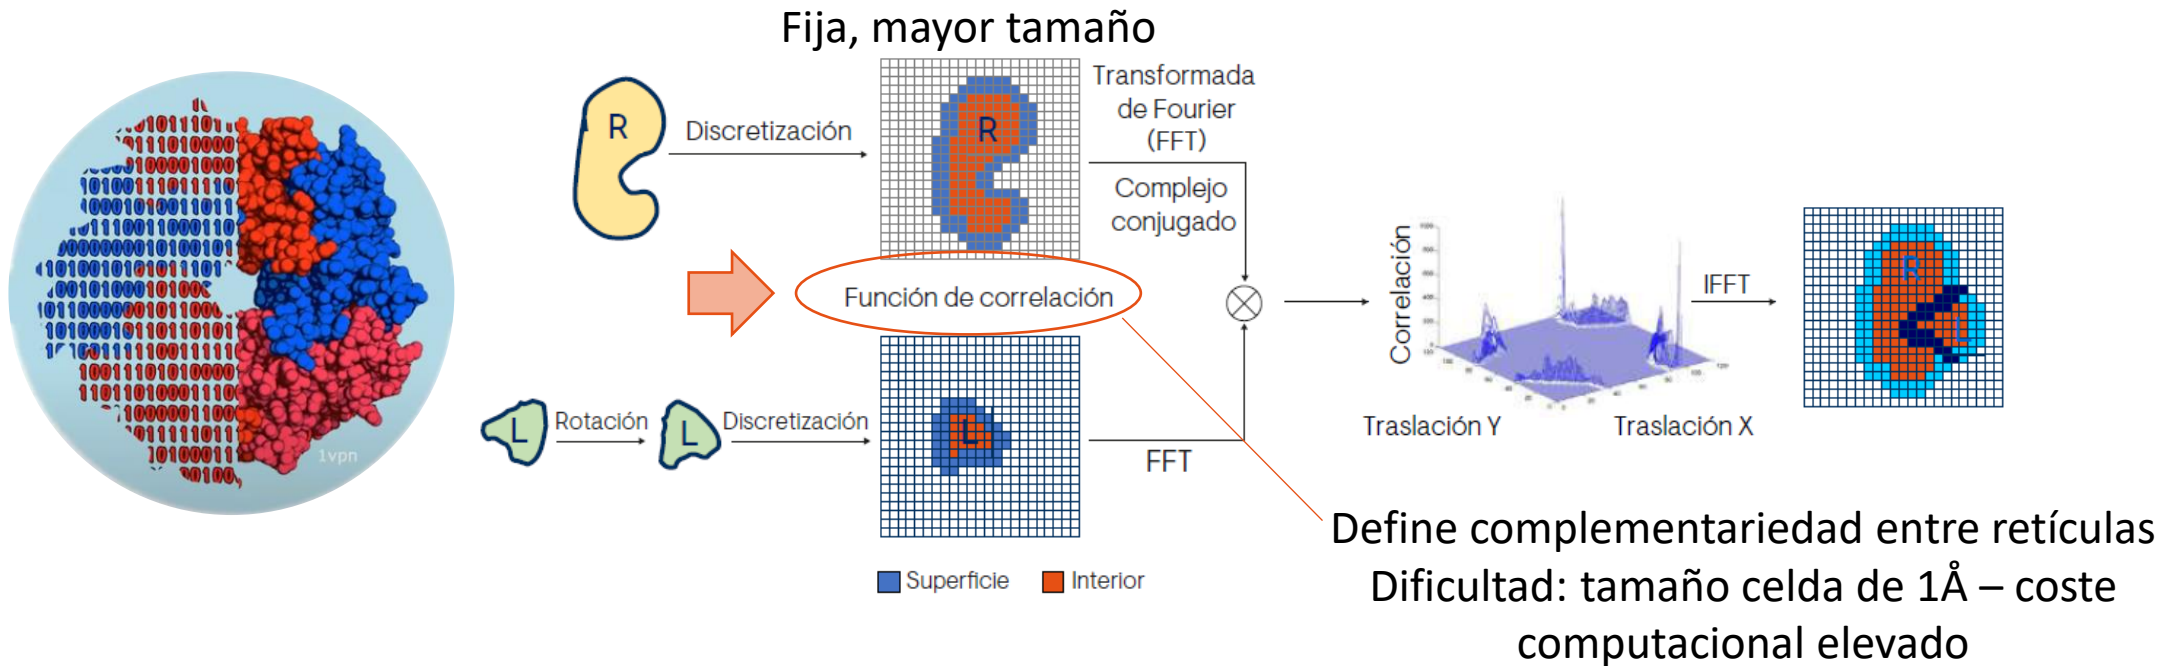 Fija, mayor tamaño
R
Discretización
R
Transformada
de Fourier
(FFT)
Complejo
conjugado
Función de correlación
L
Rotación
L
Discretización
L
FFT
Superficie
Interior
Correlación
Traslación Y
Traslación X
IFFT
R
L
1vpn
Define complementariedad entre retículas
Dificultad: tamaño celda de 1Å – coste
computacional elevado